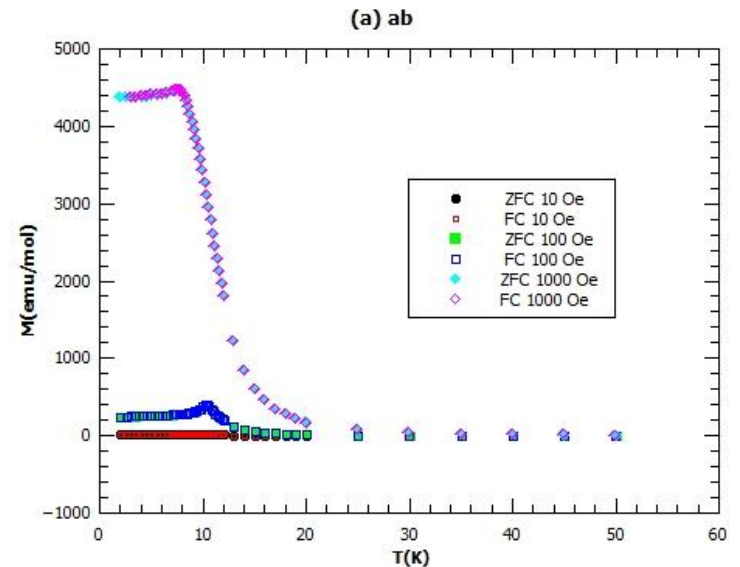 (a) ab
5000
4000
3000
2000
1000
0
−1000
M(emu/mol)
ZFC 10 Oe
FC 10 Oe
ZFC 100 Oe
FC 100 Oe
ZFC 1000 Oe
FC 1000 Oe
0 10 20 30 40 50 60
T(K)